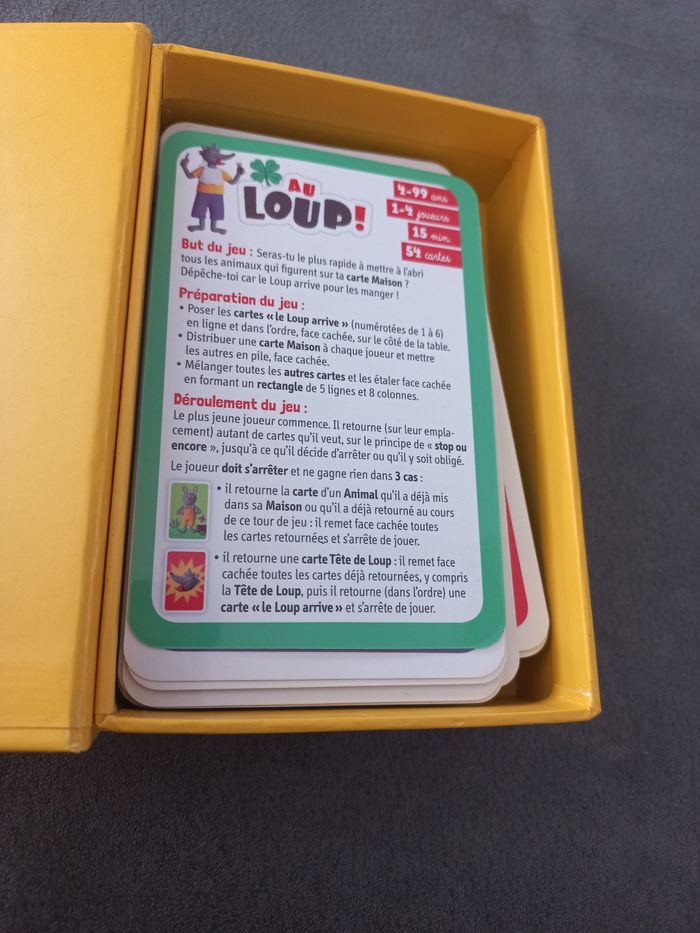 AU
LOUP!
4-99 ans
1-4 joueurs
15 min
54 cartes
But du jeu : Seras-tu le plus rapide à mettre à l'abri
tous les animaux qui figurent sur ta carte Maison ?
Dépêche-toi car le Loup arrive pour les manger !
Préparation du jeu :
• Poser les cartes « le Loup arrive » (numérotées de 1 à 6)
en ligne et dans l'ordre, face cachée, sur le côté de la table.
• Distribuer une carte Maison à chaque joueur et mettre
les autres en pile, face cachée.
• Mélanger toutes les autres cartes et les étaler face cachée
en formant un rectangle de 5 lignes et 8 colonnes.
Déroulement du jeu :
Le plus jeune joueur commence. Il retourne (sur leur empla-
cement) autant de cartes qu'il veut, sur le principe de « stop ou
encore », jusqu'à ce qu'il décide d'arrêter ou qu'il y soit obligé.
Le joueur doit s'arrêter et ne gagne rien dans 3 cas :
• il retourne la carte d'un Animal qu'il a déjà mis
dans sa Maison ou qu'il a déjà retourné au cours
de ce tour de jeu : il remet face cachée toutes
les cartes retournées et s'arrête de jouer.
• il retourne une carte Tête de Loup : il remet face
cachée toutes les cartes déjà retournées, y compris
la Tête de Loup, puis il retourne (dans l'ordre) une
carte « le Loup arrive » et s'arrête de jouer.